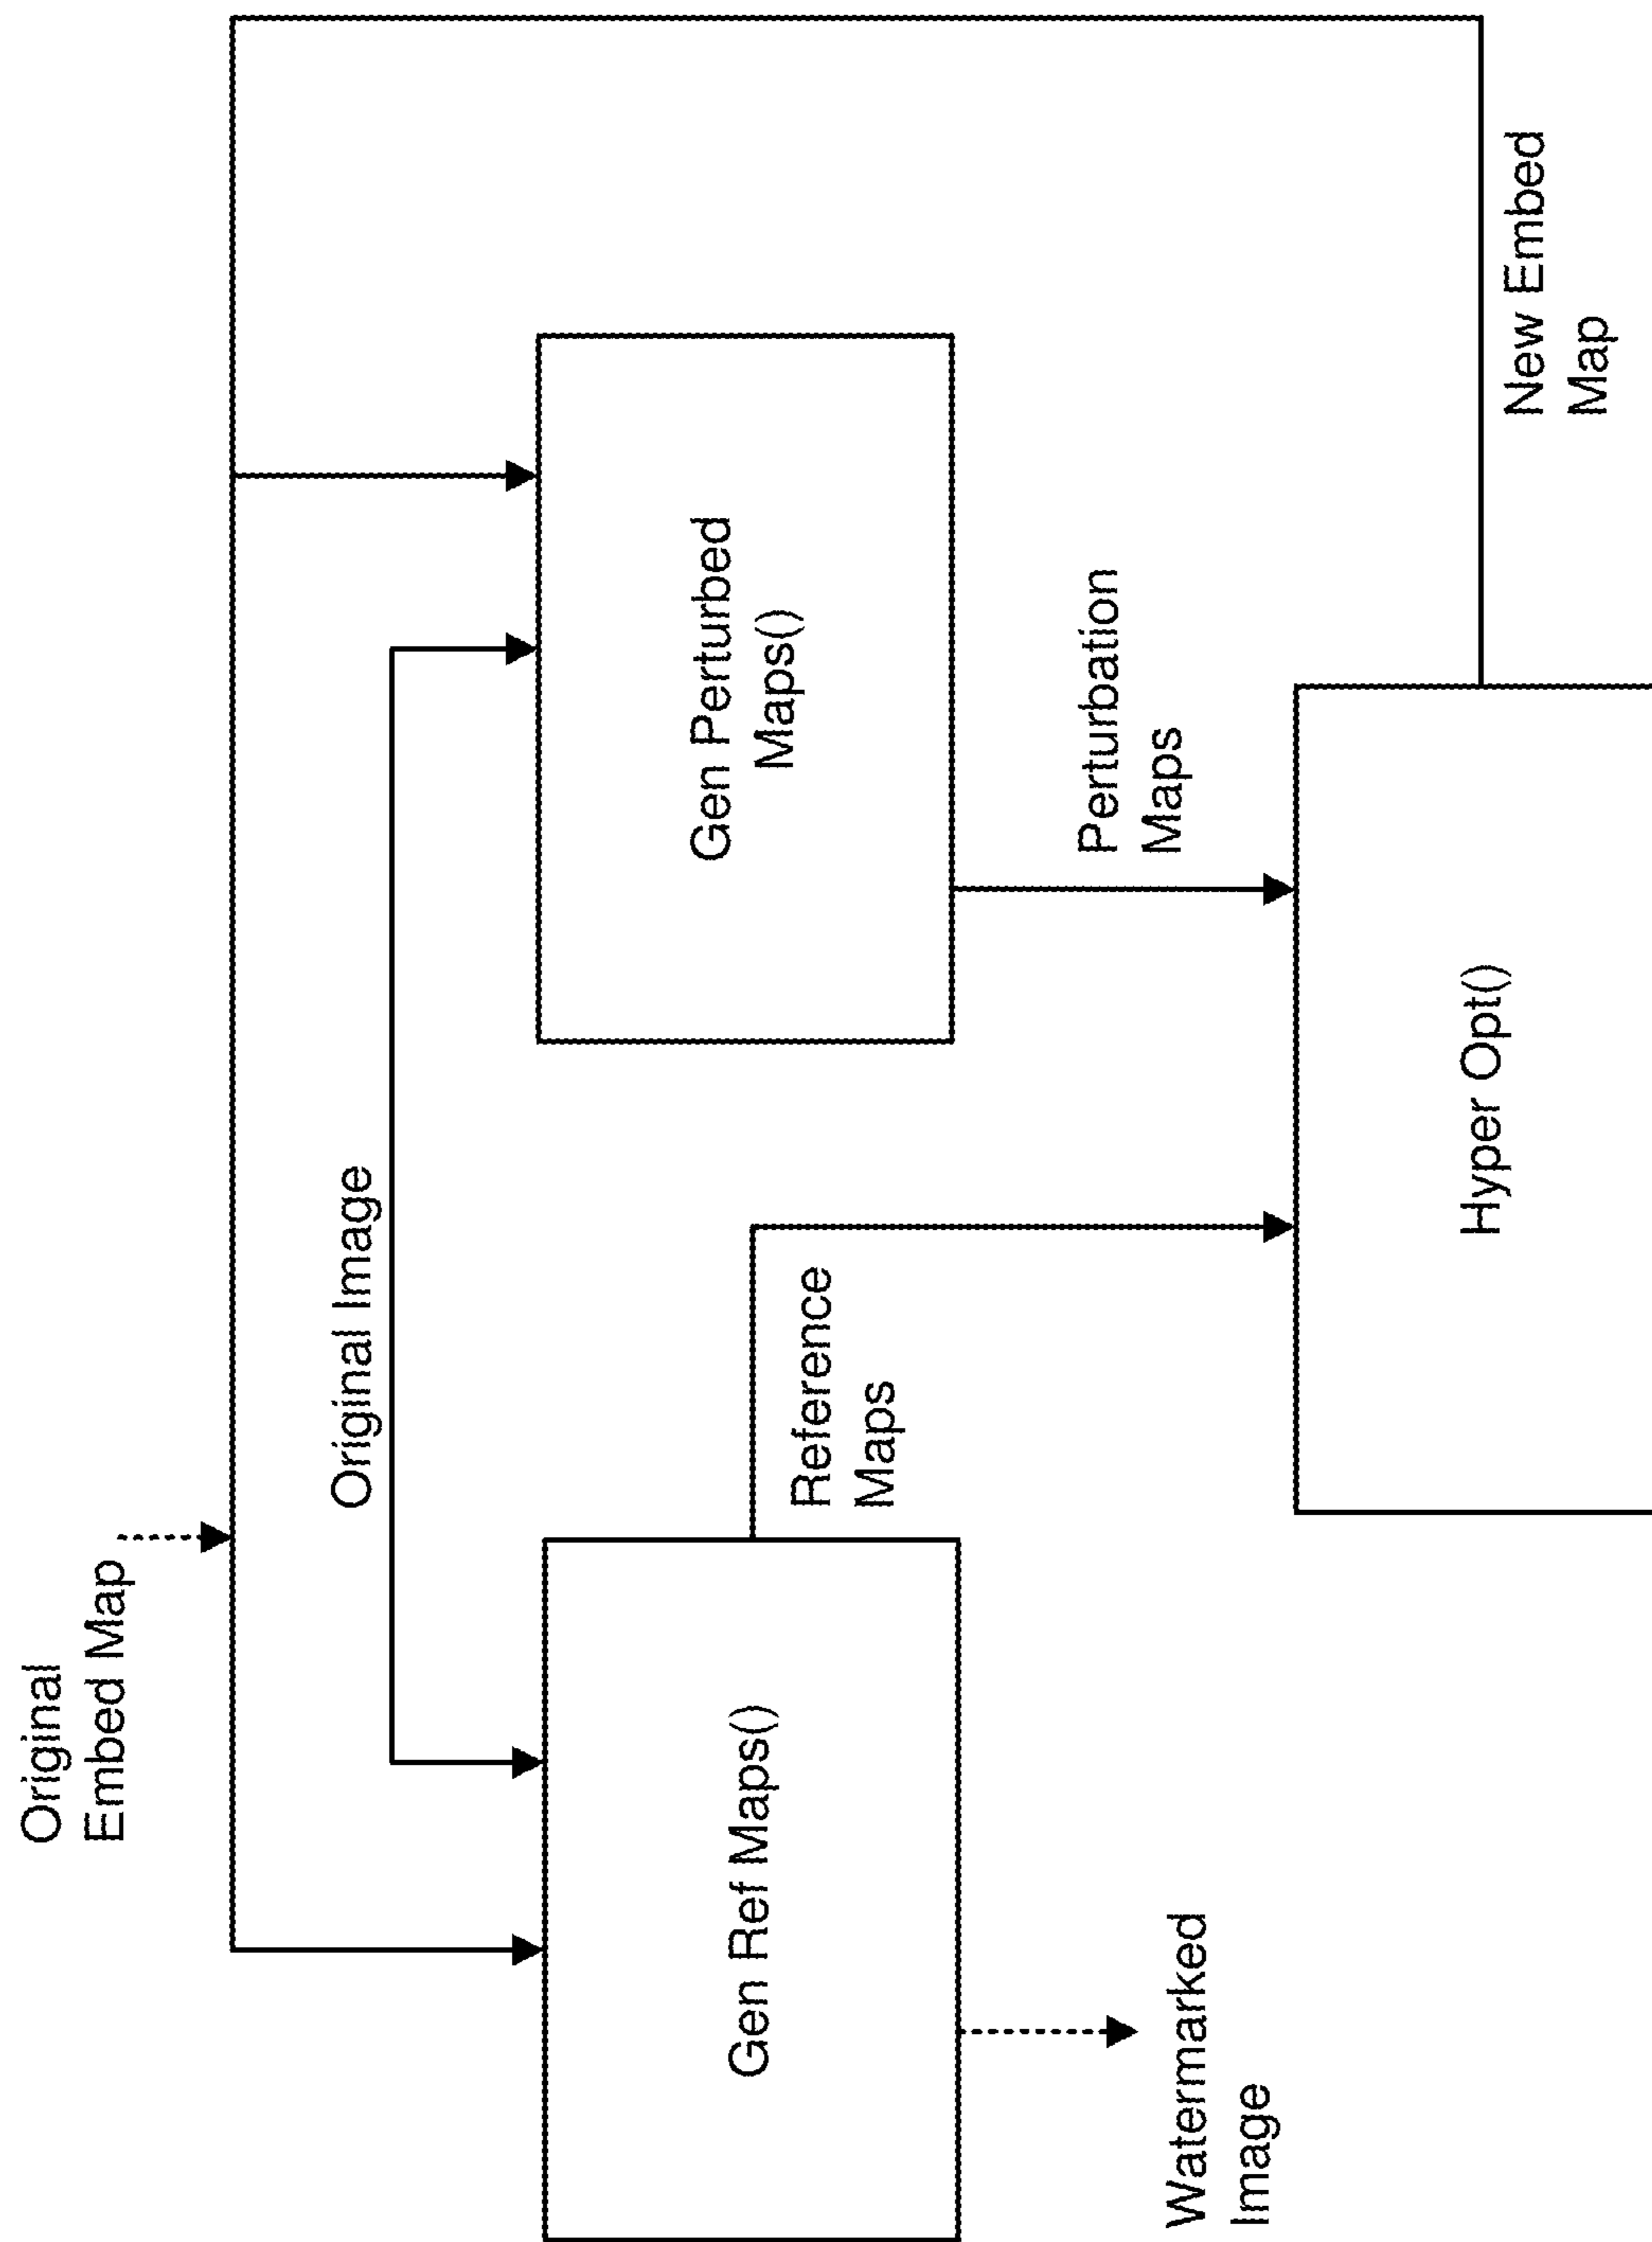 Original
Embed Map
Original Image
Gen Ref Maps()
Gen Perturbed
Maps()
Reference
Maps
Perturbation
Maps
Watermarked
Image
Hyper Opt()
New Embed
Map